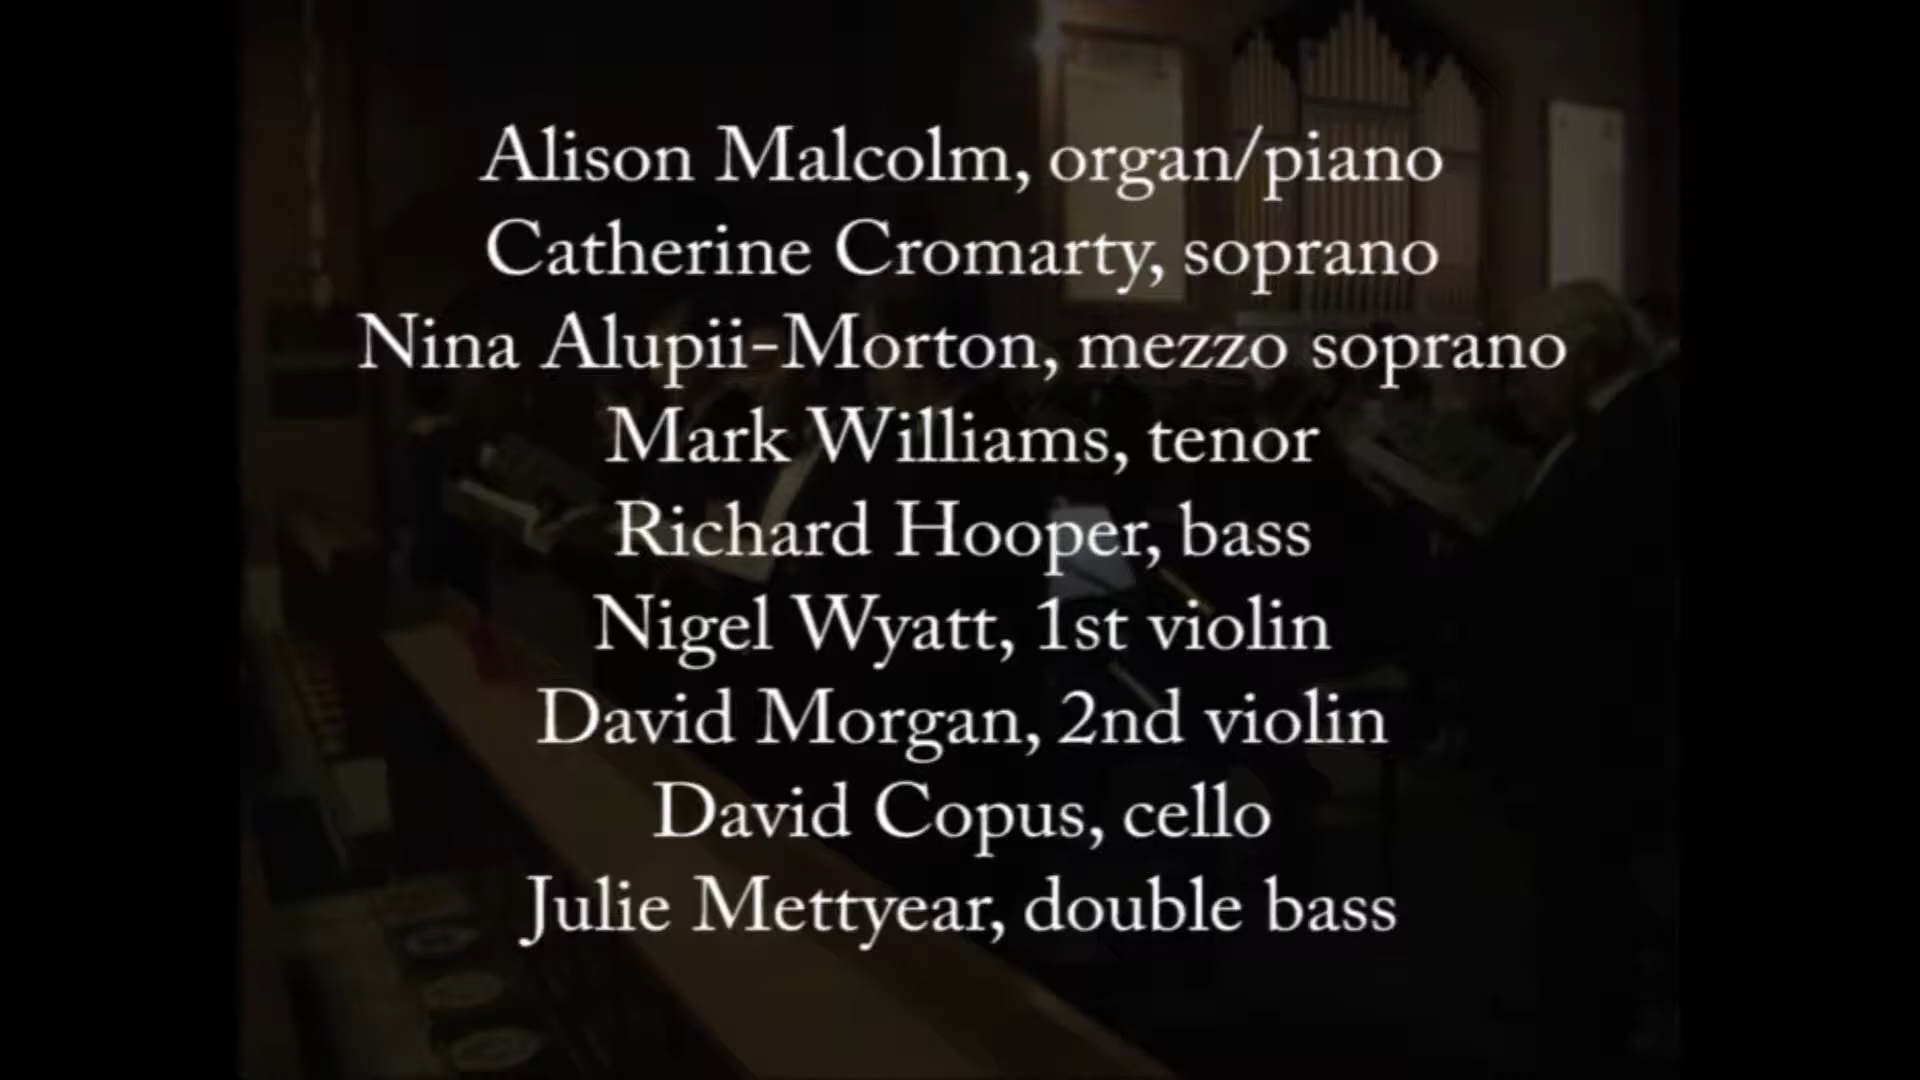 Alison Malcolm, organ/piano
Catherine Cromarty, soprano
Nina Alupii-Morton, mezzo soprano
Mark Williams, tenor
Richard Hooper, bass
Nigel Wyatt, 1st violin
David Morgan, 2nd violin
David Copus, cello
Julie Mettyear, double bass